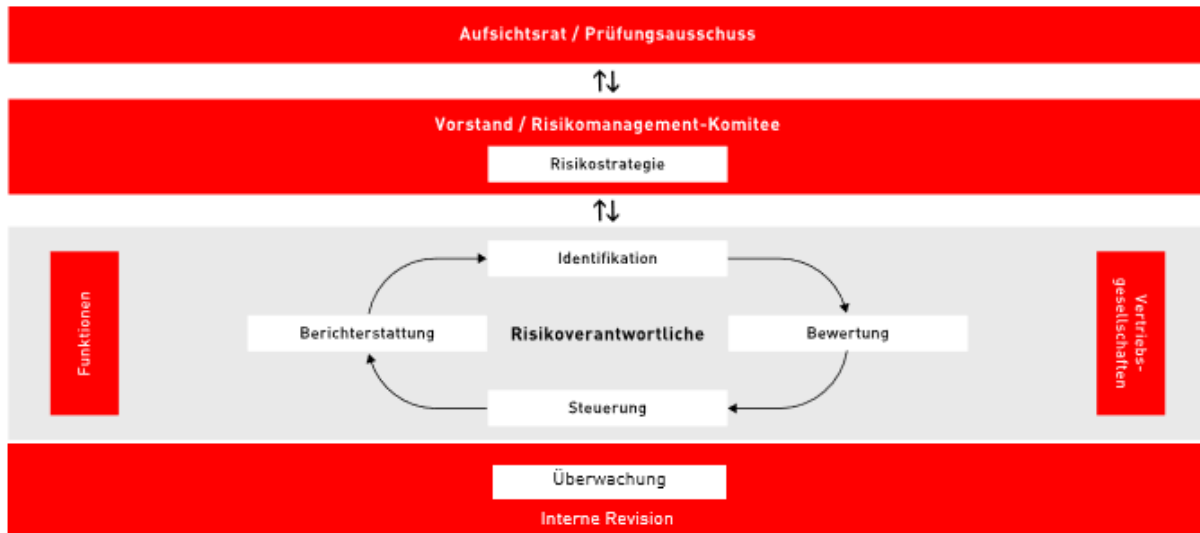 Aufsichtsrat / Prüfungsausschuss
Vorstand / Risikomanagement-Komitee
Risikostrategie
Funktionen
Identifikation
Berichterstattung
Risikoverantwortliche
Bewertung
Steuerung
Vertriebs-
gesellschaften
Überwachung
Interne Revision